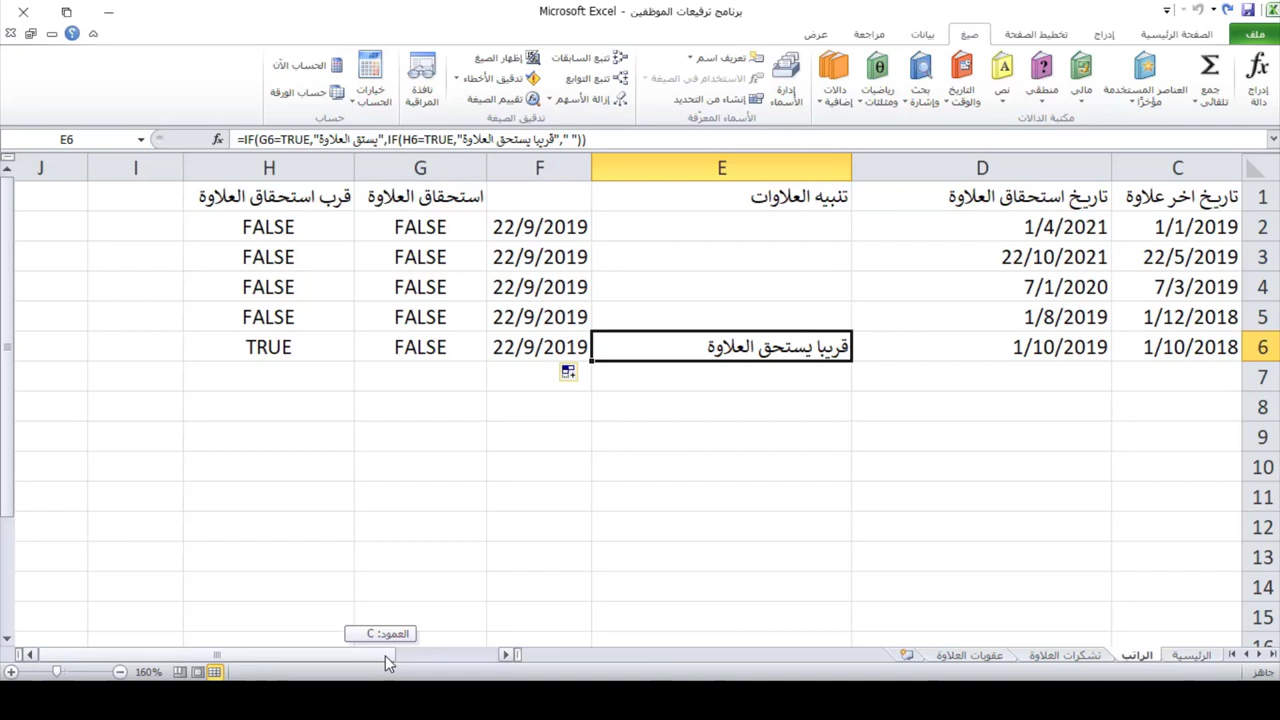 برنامج ترقيعات الموظفين - Microsoft Excel
ملف الصفحة الرئيسية إدراج تخطيط الصفحة صيغ بيانات مراجعة عرض
إدراج دالة
جمع تلقائي
المستخدمة مؤخرًا
مالي
منطقي
نص
التاريخ والوقت
بحث وإشارة
رياضيات ومثلثات
دالات إضافية
مكتبة الدالات
إدارة الأسماء
تعريف اسم
الاستخدام في الصيغة
إنشاء من التحديد
الأسماء المعرفة
تتبع السابقات
تتبع التوابع
إزالة الأسهم
إظهار الصيغ
تدقيق الأخطاء
تقييم الصيغة
تدقيق الصيغة
نافذة المراقبة
خيارات الحساب
الحساب الآن
حساب الورقة
حساب
E6
fx
=IF(G6=TRUE,"يستق العلاوة",IF(H6=TRUE,"قريبا يستحق العلاوة"," "))
C D E F G H I J
1 تاريخ اخر علاوة تاريخ استحقاق العلاوة تنبيه العلاوات استحقاق العلاوة قرب استحقاق العلاوة
2 1/1/2019 1/4/2021 22/9/2019 FALSE FALSE
3 22/5/2019 22/10/2021 22/9/2019 FALSE FALSE
4 7/3/2019 7/1/2020 22/9/2019 FALSE FALSE
5 1/12/2018 1/8/2019 22/9/2019 FALSE FALSE
6 1/10/2018 1/10/2019 قريبا يستحق العلاوة 22/9/2019 FALSE TRUE
7
8
9
10
11
12
13
14
15
16
العمود: C
الرئيسية الراتب تشكرات العلاوة عقوبات العلاوة
جاهز
160%